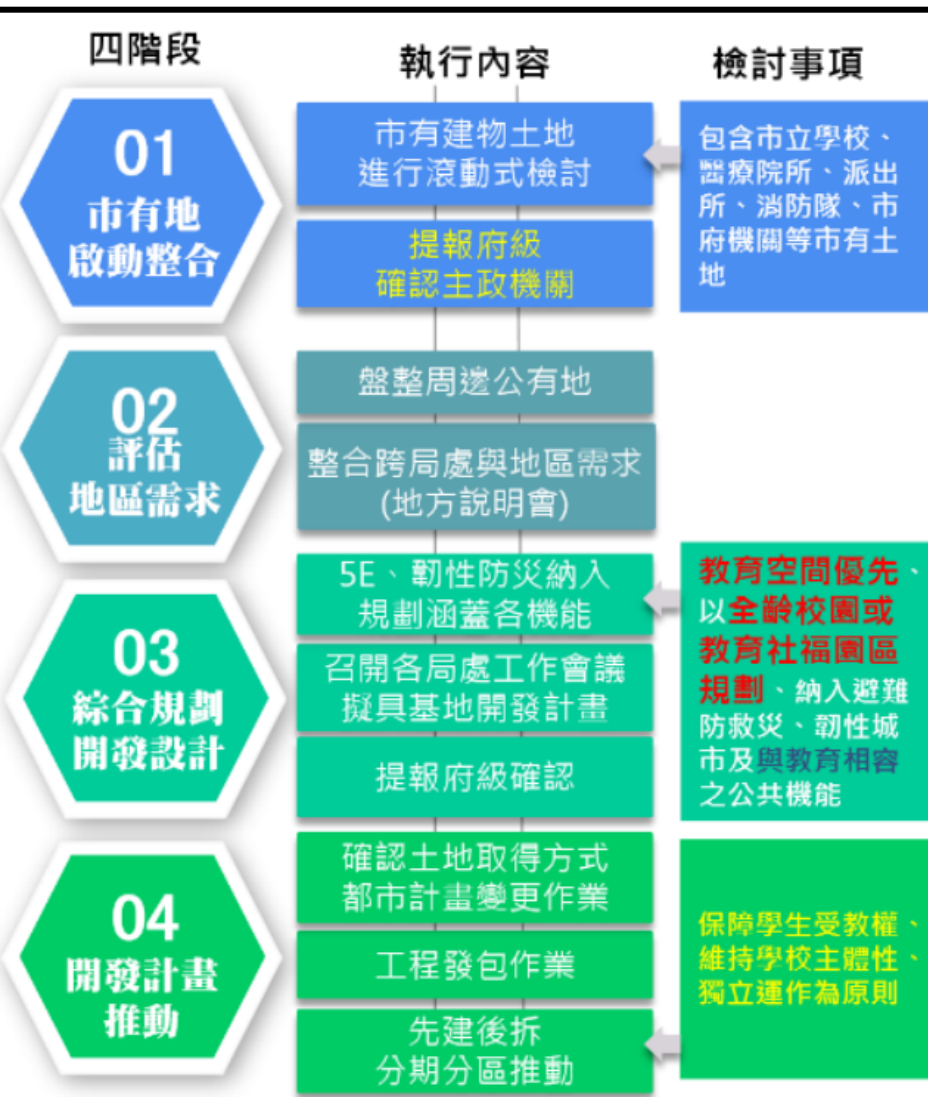 四階段
執行內容
檢討事項
01
市有地
啟動整合
市有建物土地
進行滾動式檢討
提報府級
確認主政機關
包含市立學校、
醫療院所、派出
所、消防隊、市
府機關等市有土
地
02
評估
地區需求
盤整周邊公有地
整合跨局處與地區需求
(地方說明會)
03
綜合規劃
開發設計
5E、韌性防災納入
規劃涵蓋各機能
召開各局處工作會議
擬具基地開發計畫
提報府級確認
教育空間優先、
以全齡校園或
教育社福園區
規劃、納入避難
防救災、韌性城
市及與教育相容
之公共機能
04
開發計畫
推動
確認土地取得方式
都市計畫變更作業
工程發包作業
先建後拆
分期分區推動
保障學生受教權、
維持學校主體性、
獨立運作為原則